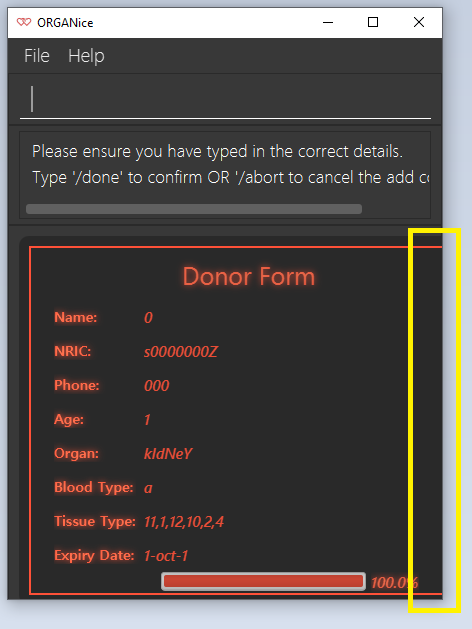 ORGANice
File Help
Please ensure you have typed in the correct details.
Type '/done' to confirm OR '/abort to cancel the add co
Donor Form
Name: 0
NRIC: s0000000Z
Phone: 000
Age: 1
Organ: kIdNeY
Blood Type: a
Tissue Type: 11,1,12,10,2,4
Expiry Date: 1-oct-1
100.0%